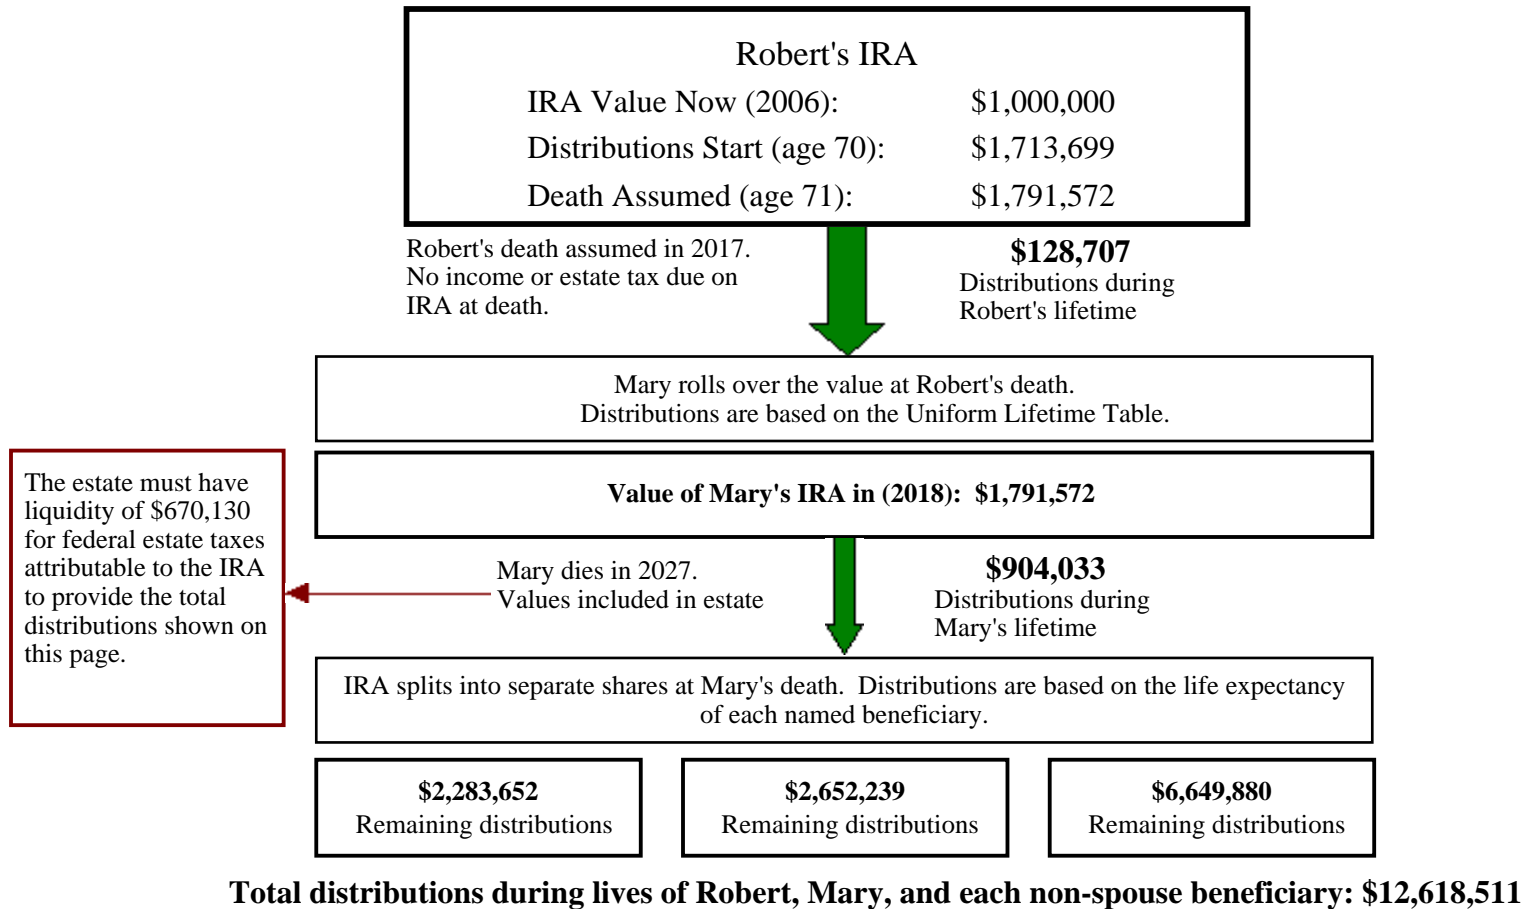 Robert's IRA
IRA Value Now (2006): $1,000,000
Distributions Start (age 70): $1,713,699
Death Assumed (age 71): $1,791,572
Robert's death assumed in 2017.
No income or estate tax due on
IRA at death.
$128,707
Distributions during
Robert's lifetime
Mary rolls over the value at Robert's death.
Distributions are based on the Uniform Lifetime Table.
Value of Mary's IRA in (2018): $1,791,572
The estate must have
liquidity of $670,130
for federal estate taxes
attributable to the IRA
to provide the total
distributions shown on
this page.
Mary dies in 2027.
Values included in estate
$904,033
Distributions during
Mary's lifetime
IRA splits into separate shares at Mary's death. Distributions are based on the life expectancy
of each named beneficiary.
$2,283,652
Remaining distributions
$2,652,239
Remaining distributions
$6,649,880
Remaining distributions
Total distributions during lives of Robert, Mary, and each non-spouse beneficiary: $12,618,511